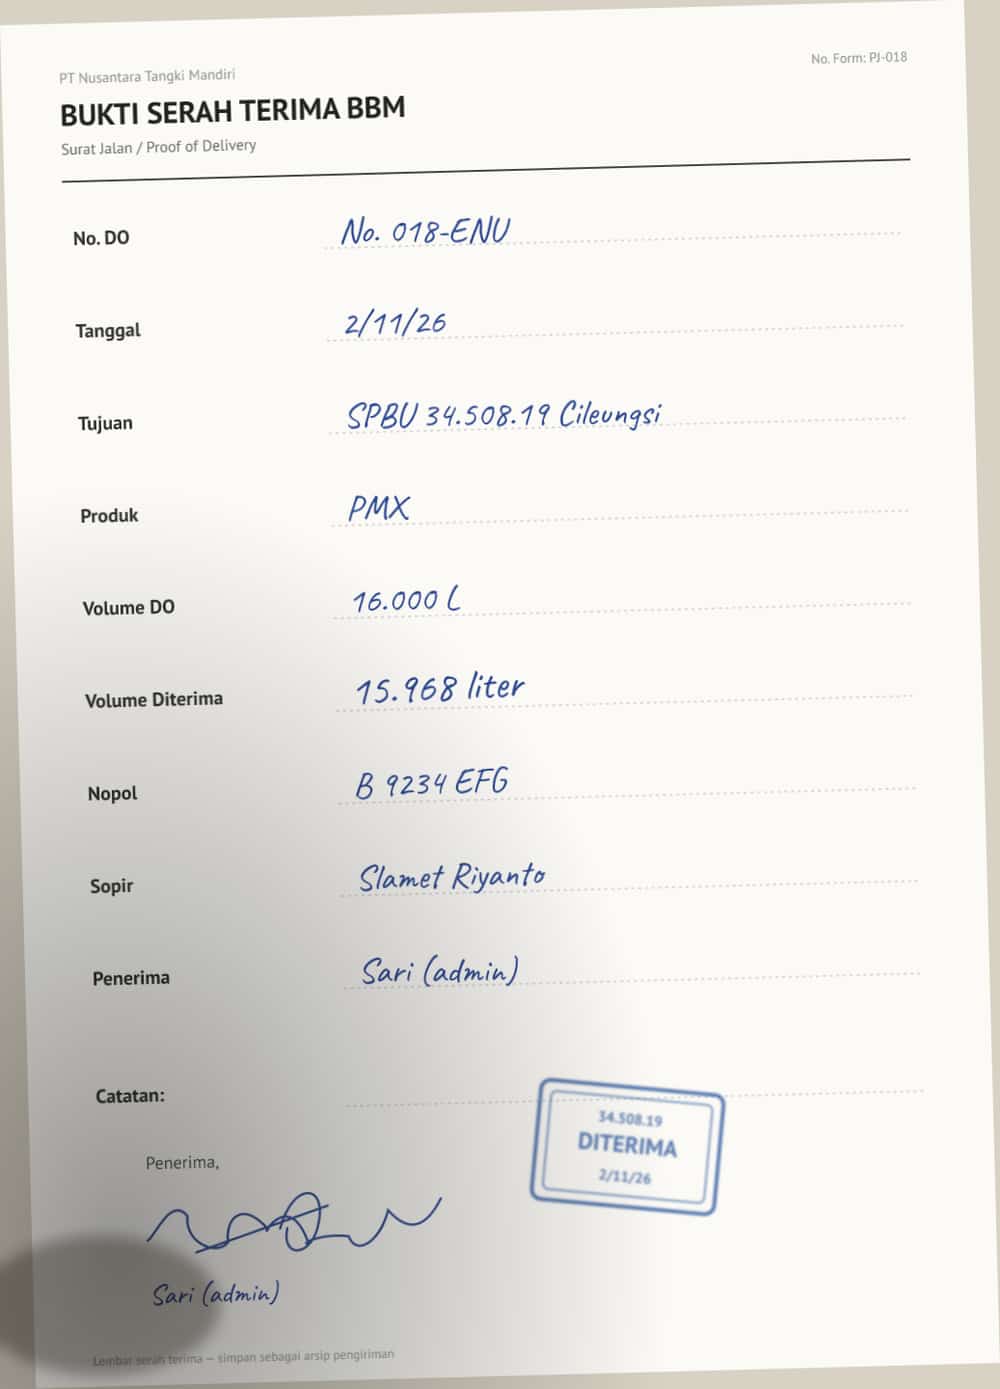 PT Nusantara Tangki Mandiri
No. Form: PJ-018
BUKTI SERAH TERIMA BBM
Surat Jalan / Proof of Delivery
No. DO No. 018-ENU
Tanggal 2/11/26
Tujuan SPBU 34.508.19 Cileungsi
Produk PMX
Volume DO 16.000 L
Volume Diterima 15.968 liter
Nopol B 9234 EFG
Sopir Slamet Riyanto
Penerima Sari (admin)
Catatan:
34.508.19
DITERIMA
2/11/26
Penerima,
Sari (admin)
Lembar serah terima — simpan sebagai arsip pengiriman